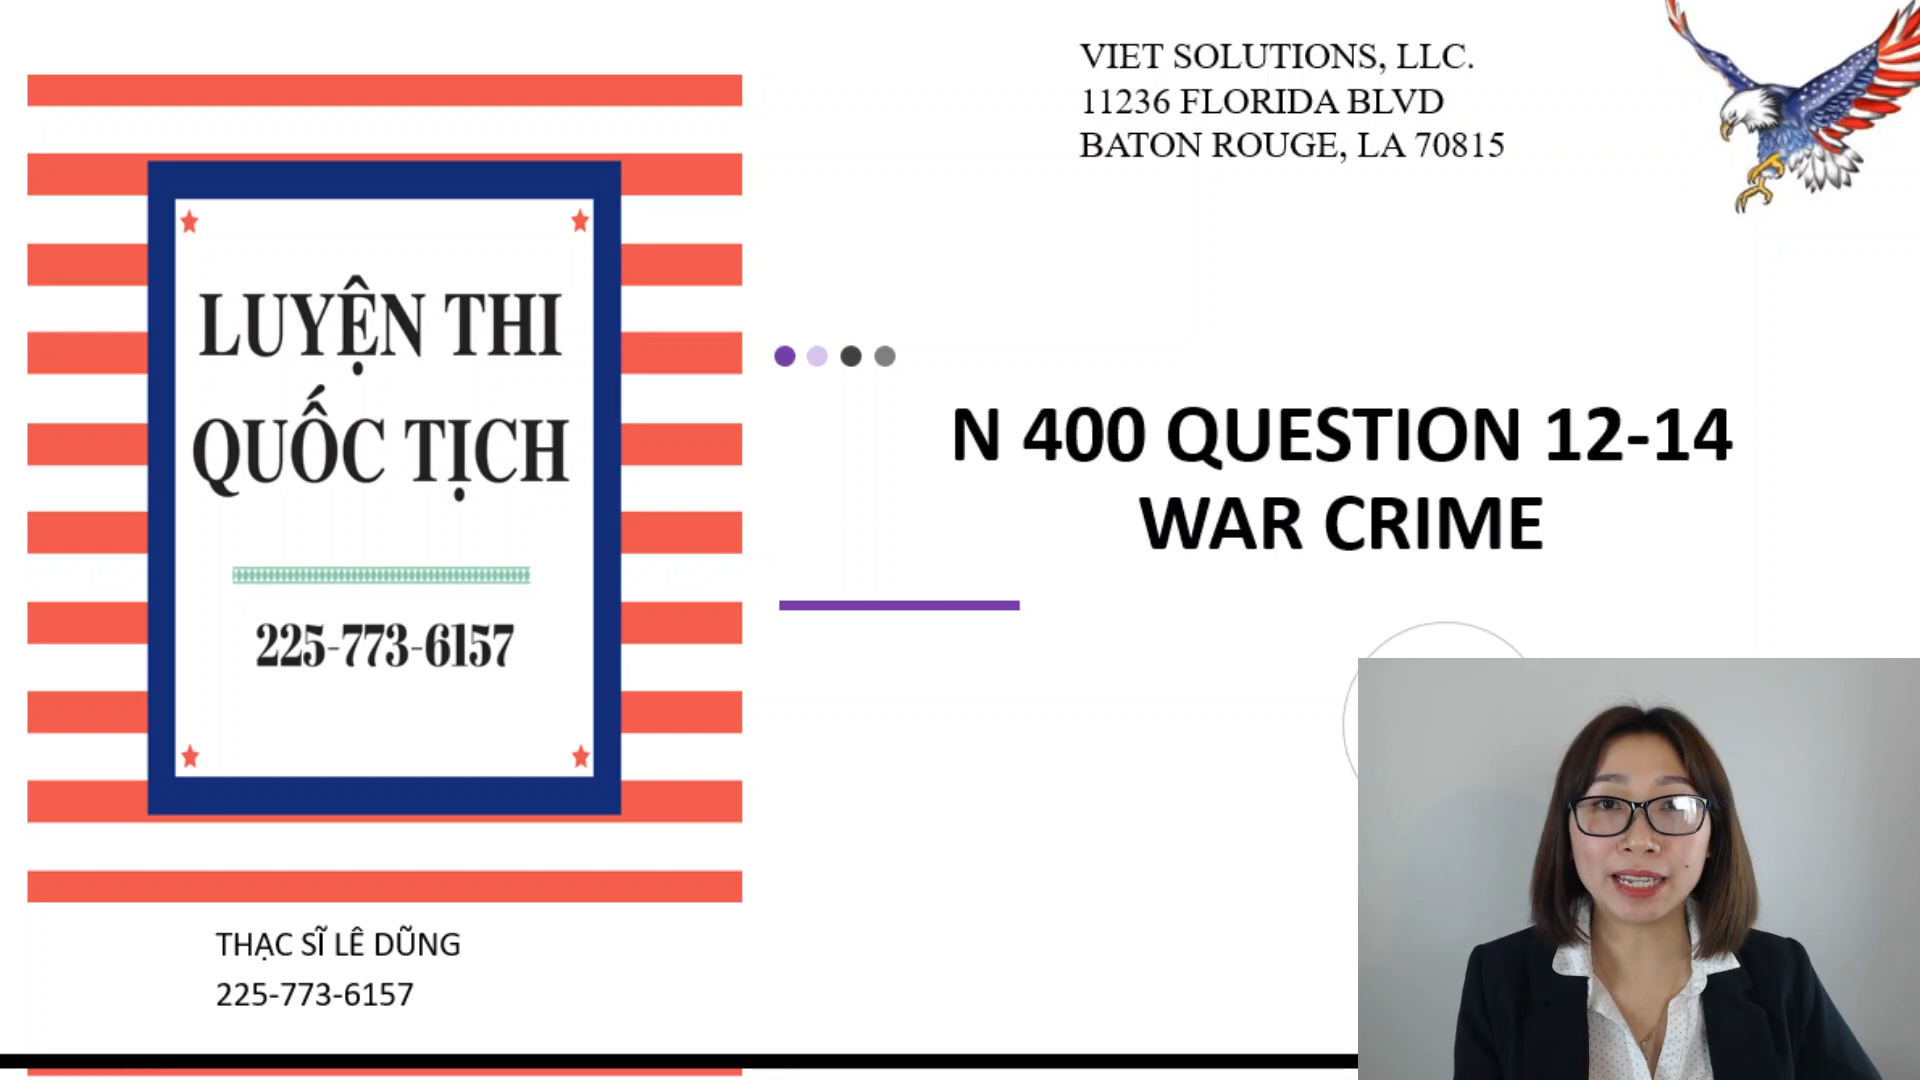 VIET SOLUTIONS, LLC.
11236 FLORIDA BLVD
BATON ROUGE, LA 70815
LUYỆN THI
QUỐC TỊCH
225-773-6157
N 400 QUESTION 12-14
WAR CRIME
THẠC SĨ LÊ DŨNG
225-773-6157